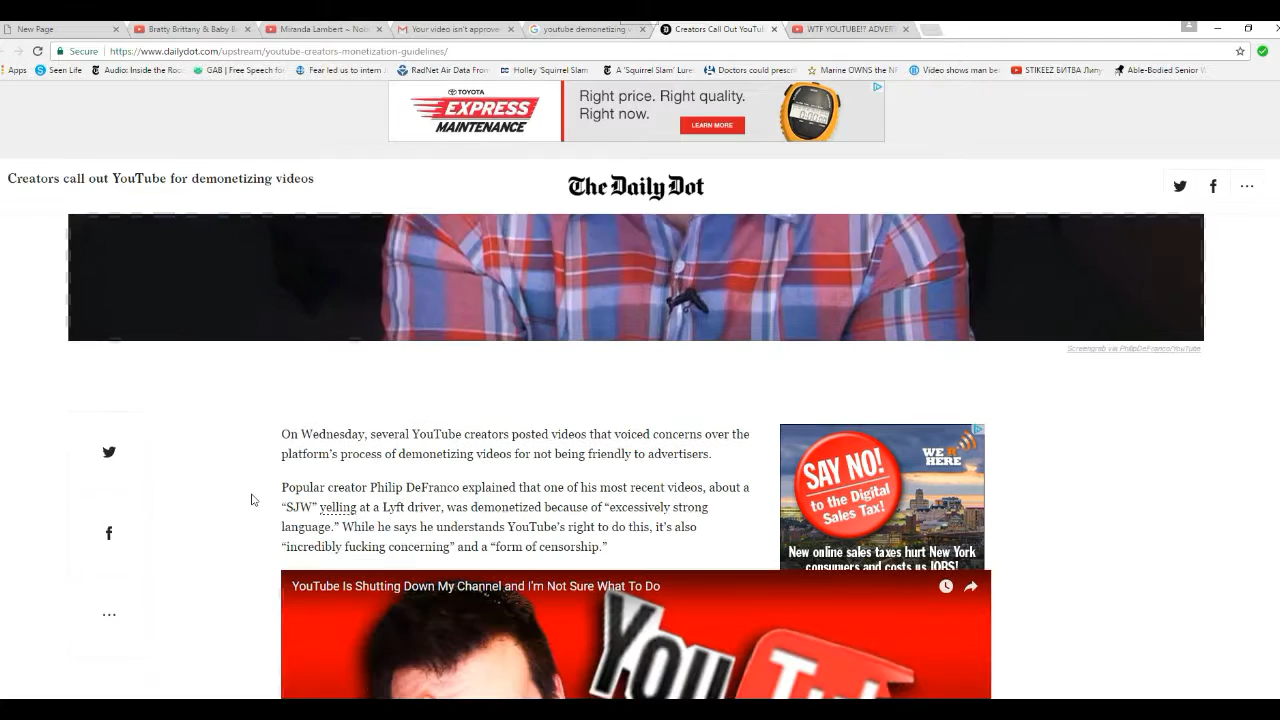 New Page
Bratty Brittany & Baby B
Miranda Lambert ~ Nob
Your video isn't approve
youtube demonetizing v
Creators Call Out YouTu
WTF YOUTUBE!? ADVERT
Secure
https://www.dailydot.com/upstream/youtube-creators-monetization-guidelines/
Apps
Seen Life
Audio: Inside the Roo
GAB | Free Speech fo
Fear led us to intern
RadNet Air Data From
Holley 'Squirrel Slam
A 'Squirrel Slam' Lure
Doctors could prescr
Marine OWNS the NF
Video shows man be
STIKEEZ БИТВА Липу
Able-Bodied Senior
TOYOTA
EXPRESS
MAINTENANCE
Right price. Right quality.
Right now.
LEARN MORE
Creators call out YouTube for demonetizing videos
The Daily Dot
Screengrab via PhilipDeFranco/YouTube
On Wednesday, several YouTube creators posted videos that voiced concerns over the
platform's process of demonetizing videos for not being friendly to advertisers.
Popular creator Philip DeFranco explained that one of his most recent videos, about a
“SJW” yelling at a Lyft driver, was demonetized because of “excessively strong
language.” While he says he understands YouTube's right to do this, it's also
“incredibly fucking concerning” and a “form of censorship.”
SAY NO!
to the Digital
Sales Tax!
WE R
HERE
New online sales taxes hurt New York
consumers and costs us JOBS!
YouTube Is Shutting Down My Channel and I'm Not Sure What To Do
You
Tub